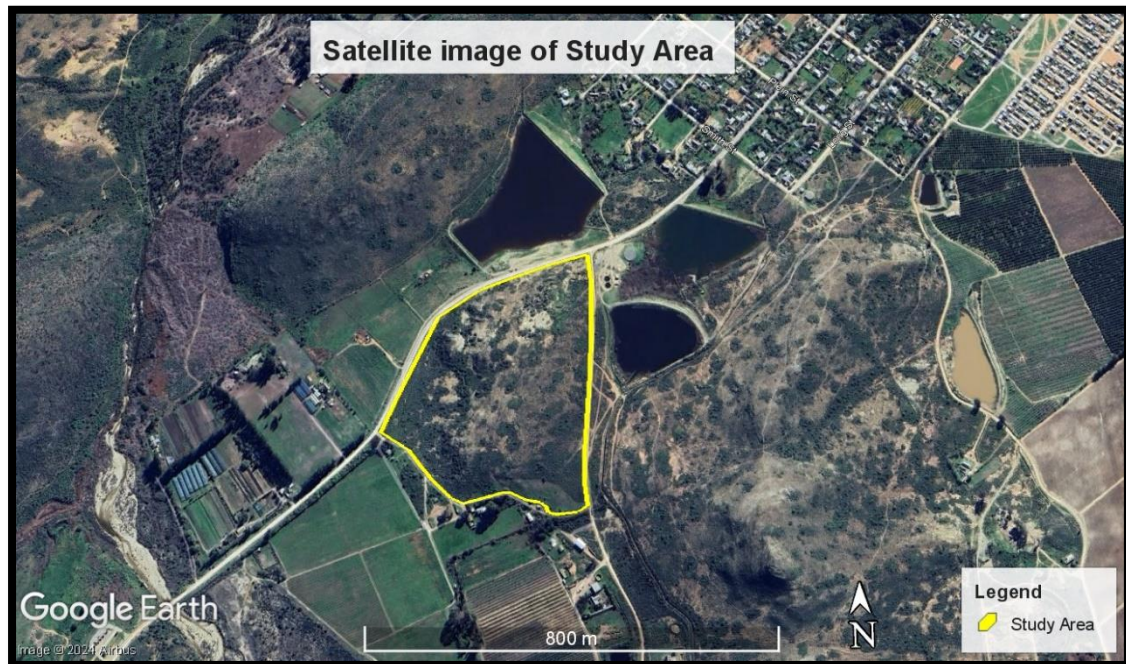 Satellite image of Study Area
Legend
Study Area
800 m
N
Google Earth
Image © 2024 Airbus